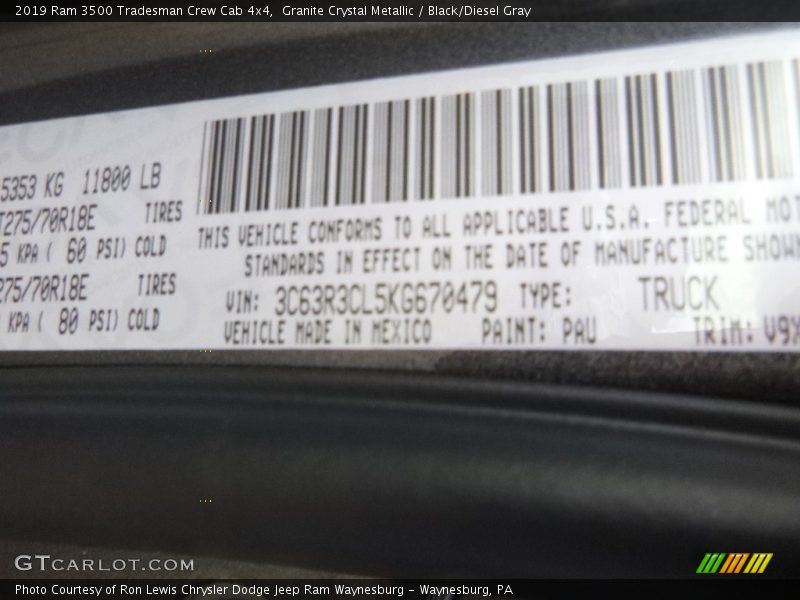 2019 Ram 3500 Tradesman Crew Cab 4x4,  Granite Crystal Metallic / Black/Diesel Gray
5353 KG 11800 LB
T275/70R18E TIRES
5 KPA ( 60 PSI) COLD
275/70R18E TIRES
KPA ( 80 PSI) COLD
THIS VEHICLE CONFORMS TO ALL APPLICABLE U.S.A. FEDERAL MOT
STANDARDS IN EFFECT ON THE DATE OF MANUFACTURE SHOWN
VIN: 3C63R3CL5KG670479 TYPE: TRUCK
VEHICLE MADE IN MEXICO PAINT: PAU TRIM: V9X
GTCARLOT.COM
Photo Courtesy of Ron Lewis Chrysler Dodge Jeep Ram Waynesburg - Waynesburg, PA